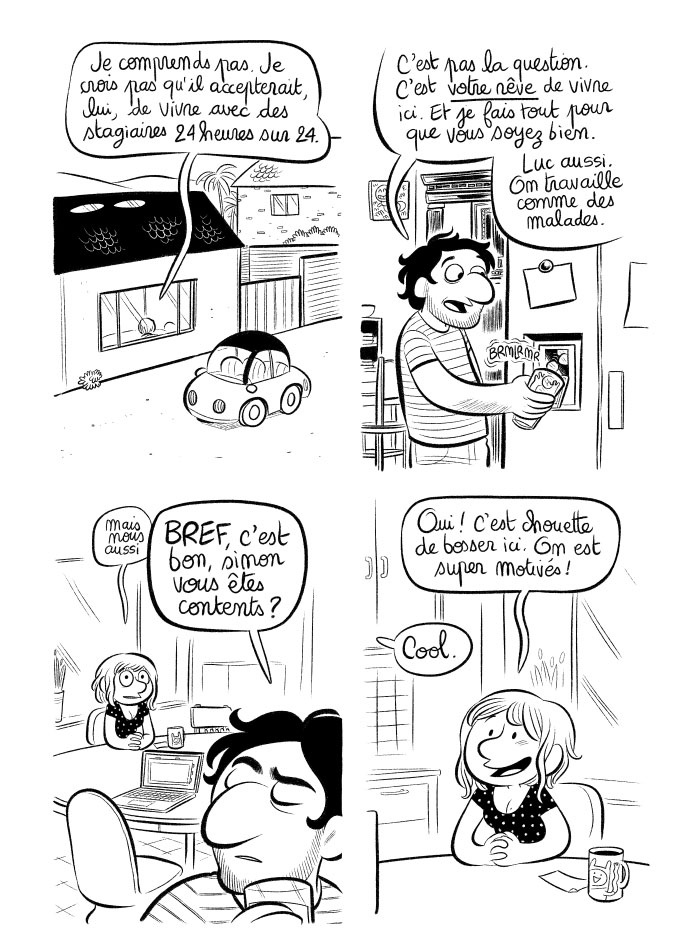 Je comprends pas. Je
crois pas qu'il accepterait,
lui, de vivre avec des
stagiaires 24 heures sur 24.
C'est pas la question.
C'est votre rêve de vivre
ici. Et je fais tout pour
que vous soyez bien.
Luc aussi.
On travaille
comme des
malades.
BRMLRMR
mais
nous
aussi
BREF, c'est
bon, sinon
vous êtes
contents ?
Oui ! C'est chouette
de bosser ici. On est
super motivés !
Cool.